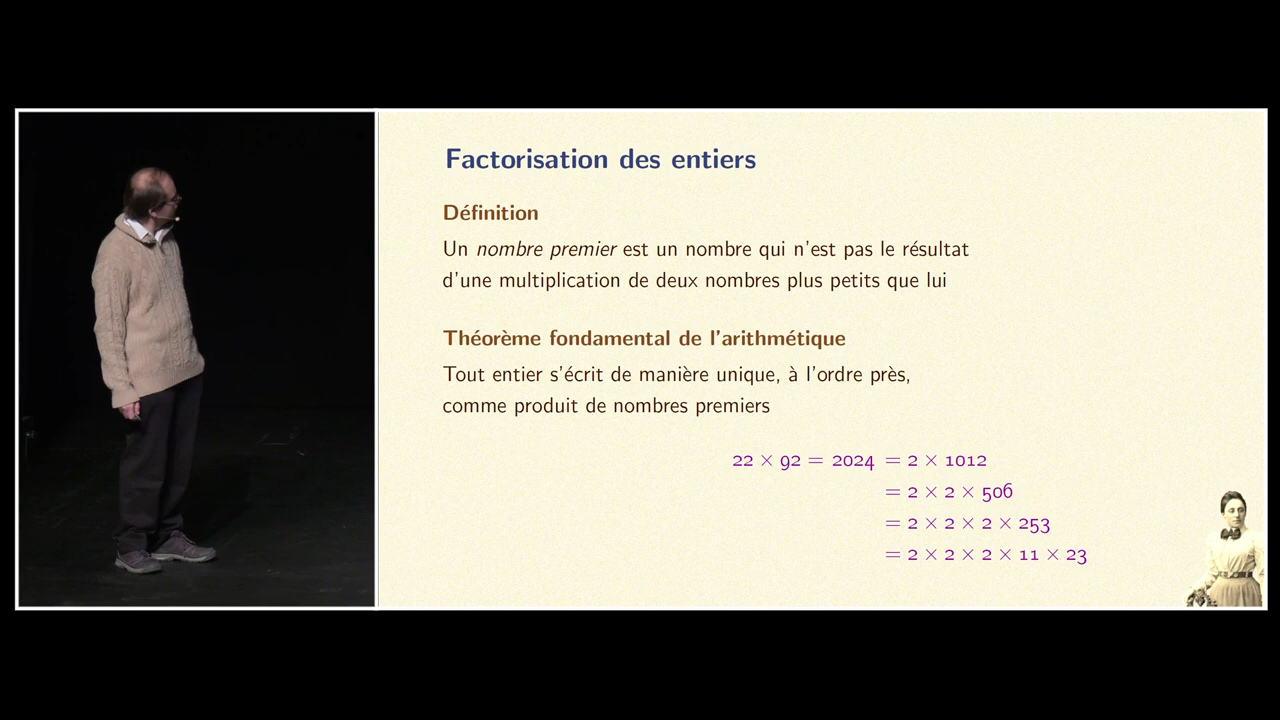 Factorisation des entiers
Définition
Un nombre premier est un nombre qui n'est pas le résultat
d'une multiplication de deux nombres plus petits que lui
Théorème fondamental de l'arithmétique
Tout entier s'écrit de manière unique, à l'ordre près,
comme produit de nombres premiers
22 × 92 = 2024 = 2 × 1012
= 2 × 2 × 506
= 2 × 2 × 2 × 253
= 2 × 2 × 2 × 11 × 23